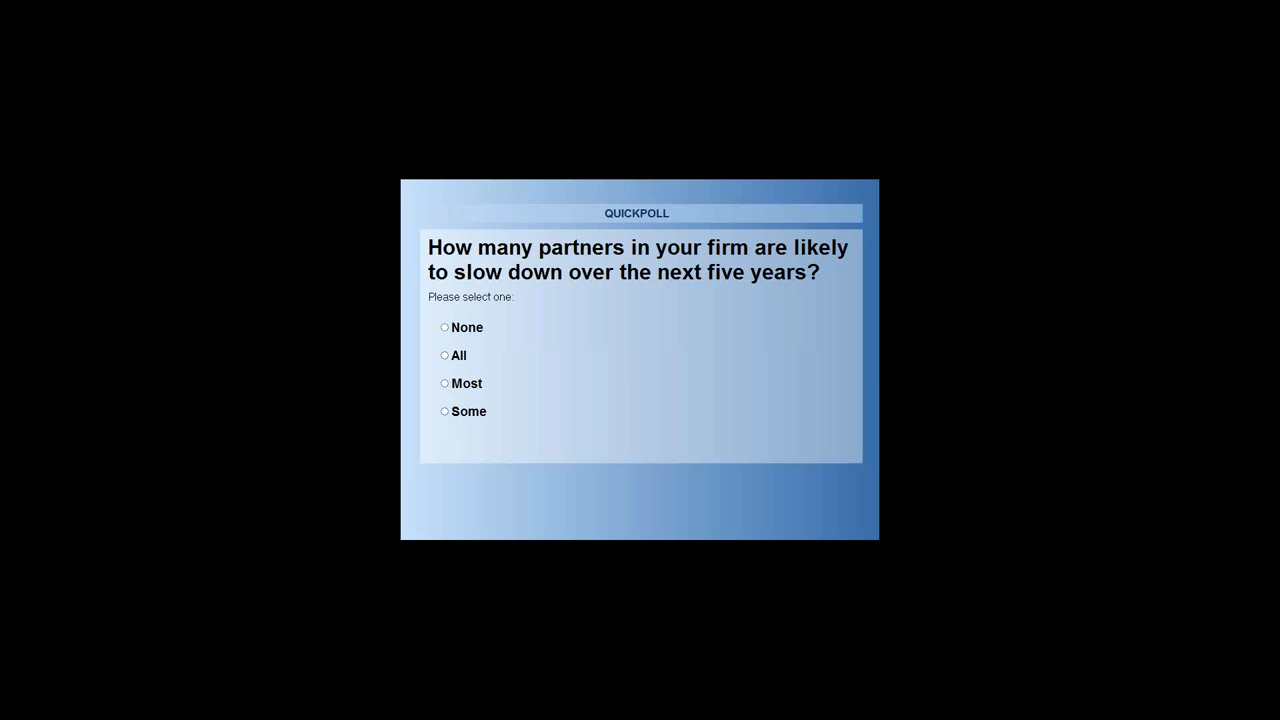 QUICKPOLL
How many partners in your firm are likely
to slow down over the next five years?
Please select one:
None
All
Most
Some